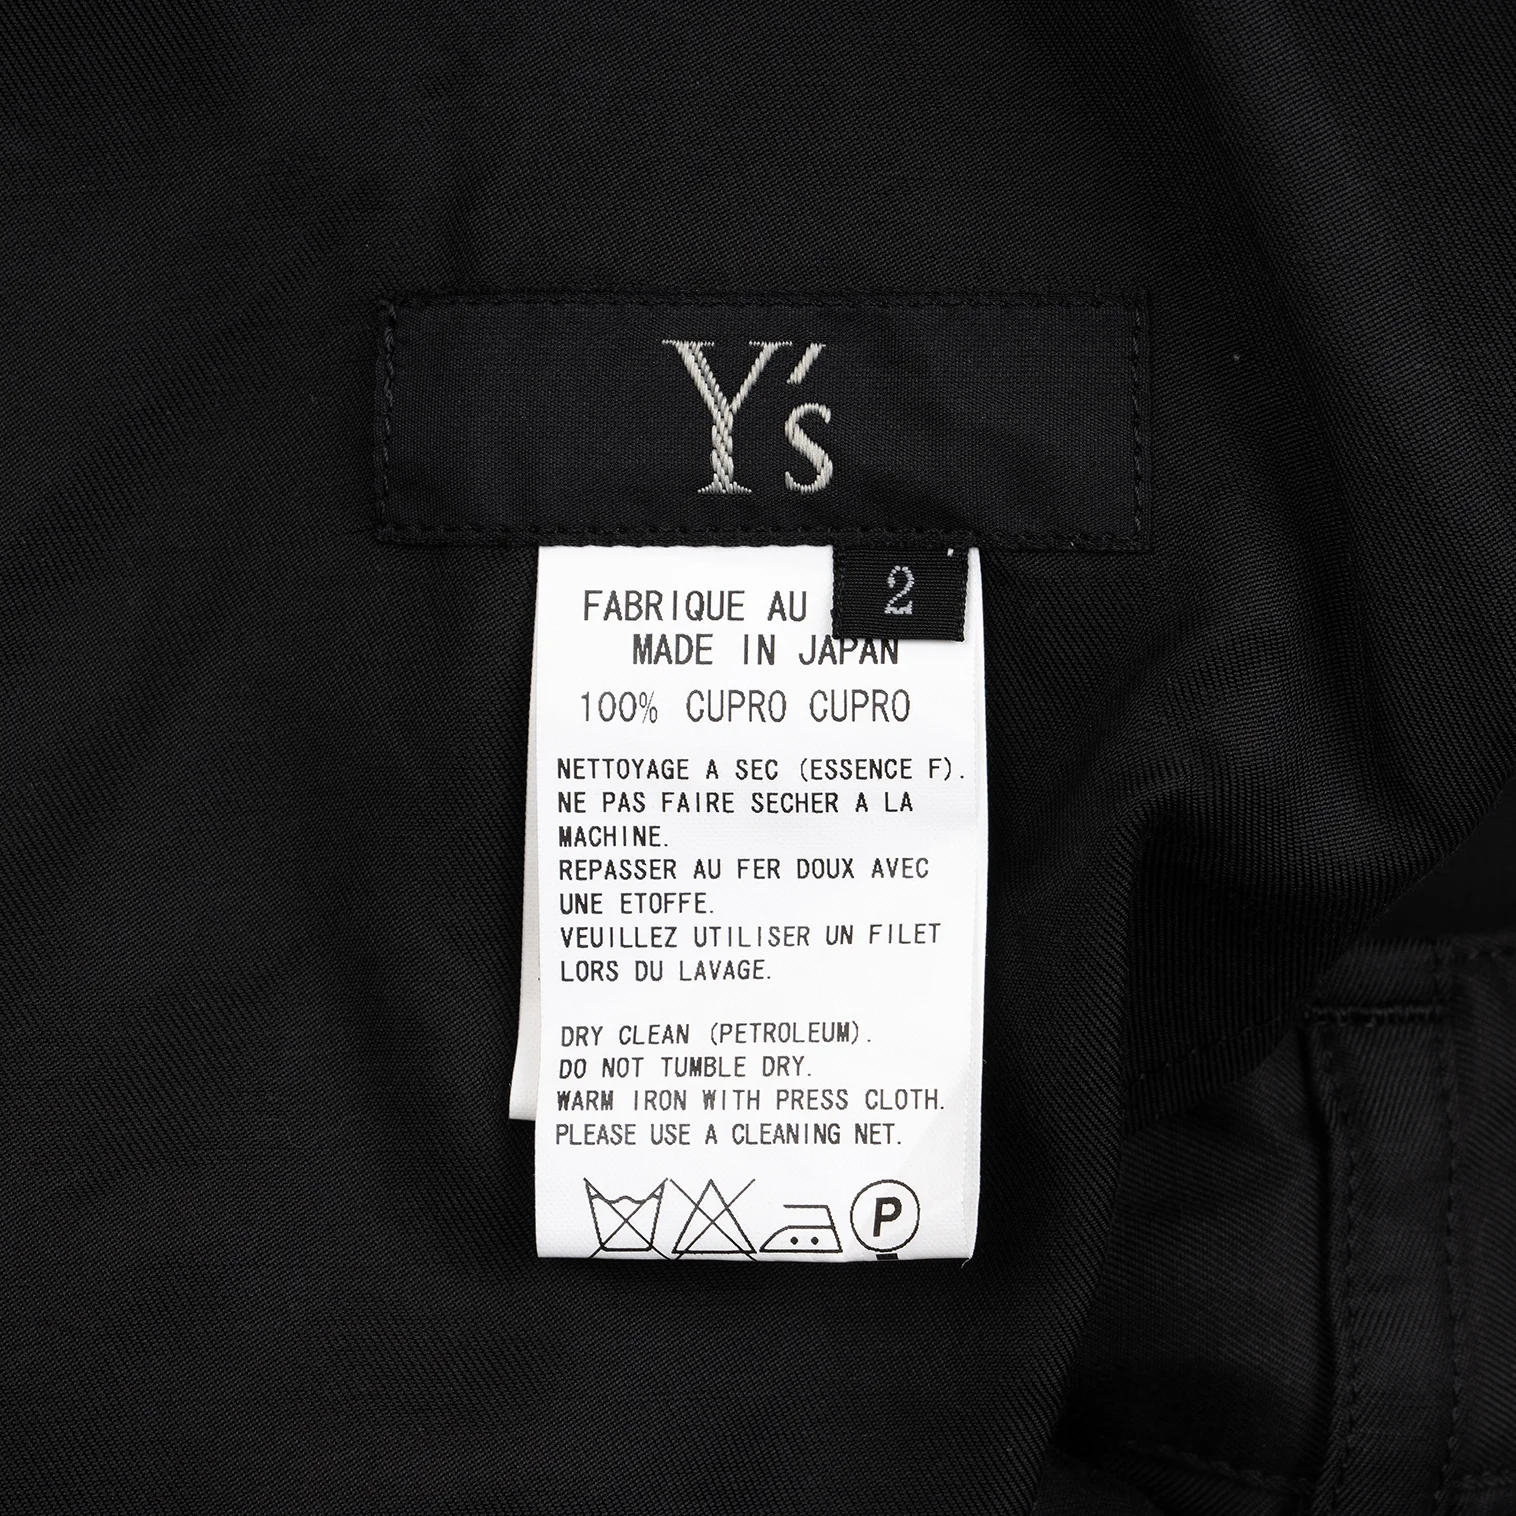 Y's
2
FABRIQUE AU
MADE IN JAPAN
100% CUPRO CUPRO
NETTOYAGE A SEC (ESSENCE F).
NE PAS FAIRE SECHER A LA
MACHINE.
REPASSER AU FER DOUX AVEC
UNE ETOFFE.
VEUILLEZ UTILISER UN FILET
LORS DU LAVAGE.
DRY CLEAN (PETROLEUM).
DO NOT TUMBLE DRY.
WARM IRON WITH PRESS CLOTH.
PLEASE USE A CLEANING NET.
P